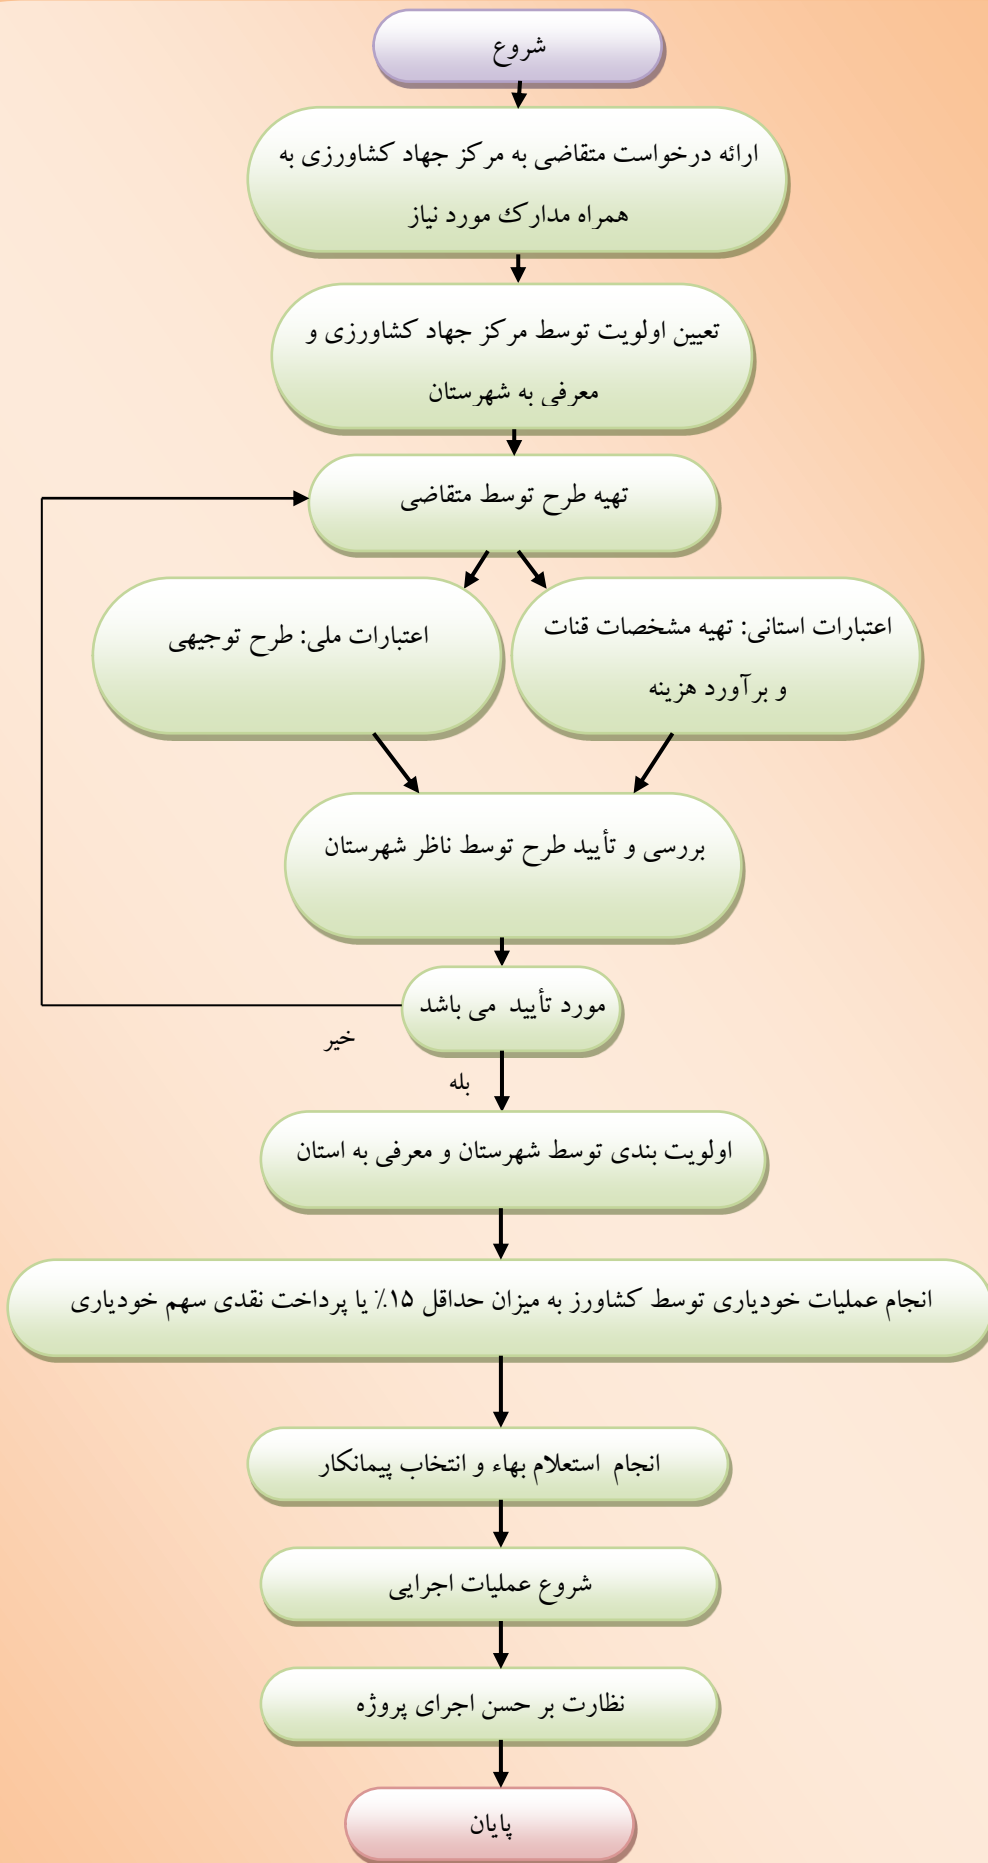 شروع
ارائه درخواست متقاضی به مرکز جهاد کشاورزی به
همراه مدارک مورد نیاز
تعیین اولویت توسط مرکز جهاد کشاورزی و
معرفی به شهرستان
تهیه طرح توسط متقاضی
اعتبارات استانی: تهیه مشخصات قنات
و برآورد هزینه
اعتبارات ملی: طرح توجیهی
بررسی و تأیید طرح توسط ناظر شهرستان
مورد تأیید می باشد
خیر
بله
اولویت بندی توسط شهرستان و معرفی به استان
انجام عملیات خودیاری توسط کشاورز به میزان حداقل ۱۵٪ یا پرداخت نقدی سهم خودیاری
انجام استعلام بهاء و انتخاب پیمانکار
شروع عملیات اجرایی
نظارت بر حسن اجرای پروژه
پایان